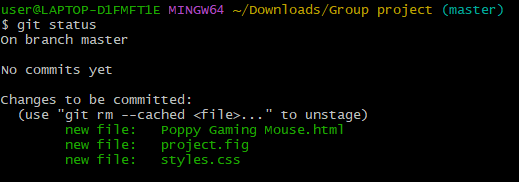 user@LAPTOP-D1FMFT1E MINGW64 ~/Downloads/Group project (master)
$ git status
On branch master
No commits yet
Changes to be committed:
(use "git rm --cached <file>..." to unstage)
new file: Poppy Gaming Mouse.html
new file: project.fig
new file: styles.css